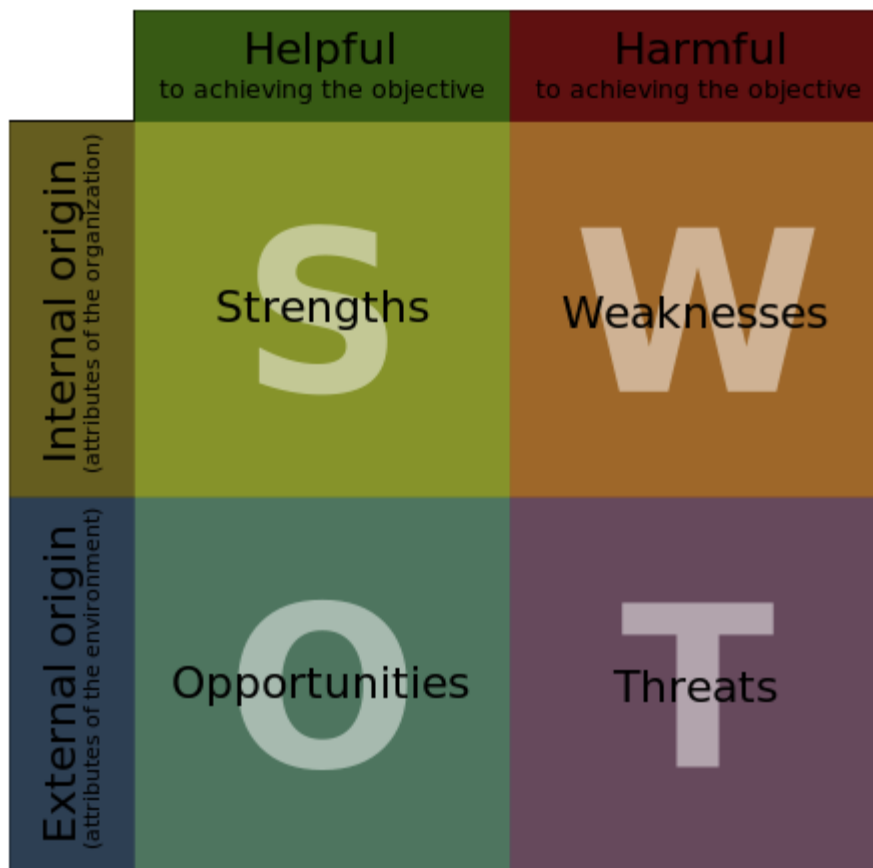 Helpful
to achieving the objective
Harmful
to achieving the objective
Internal origin
(attributes of the organization)
S
Strengths
W
Weaknesses
External origin
(attributes of the environment)
O
Opportunities
T
Threats